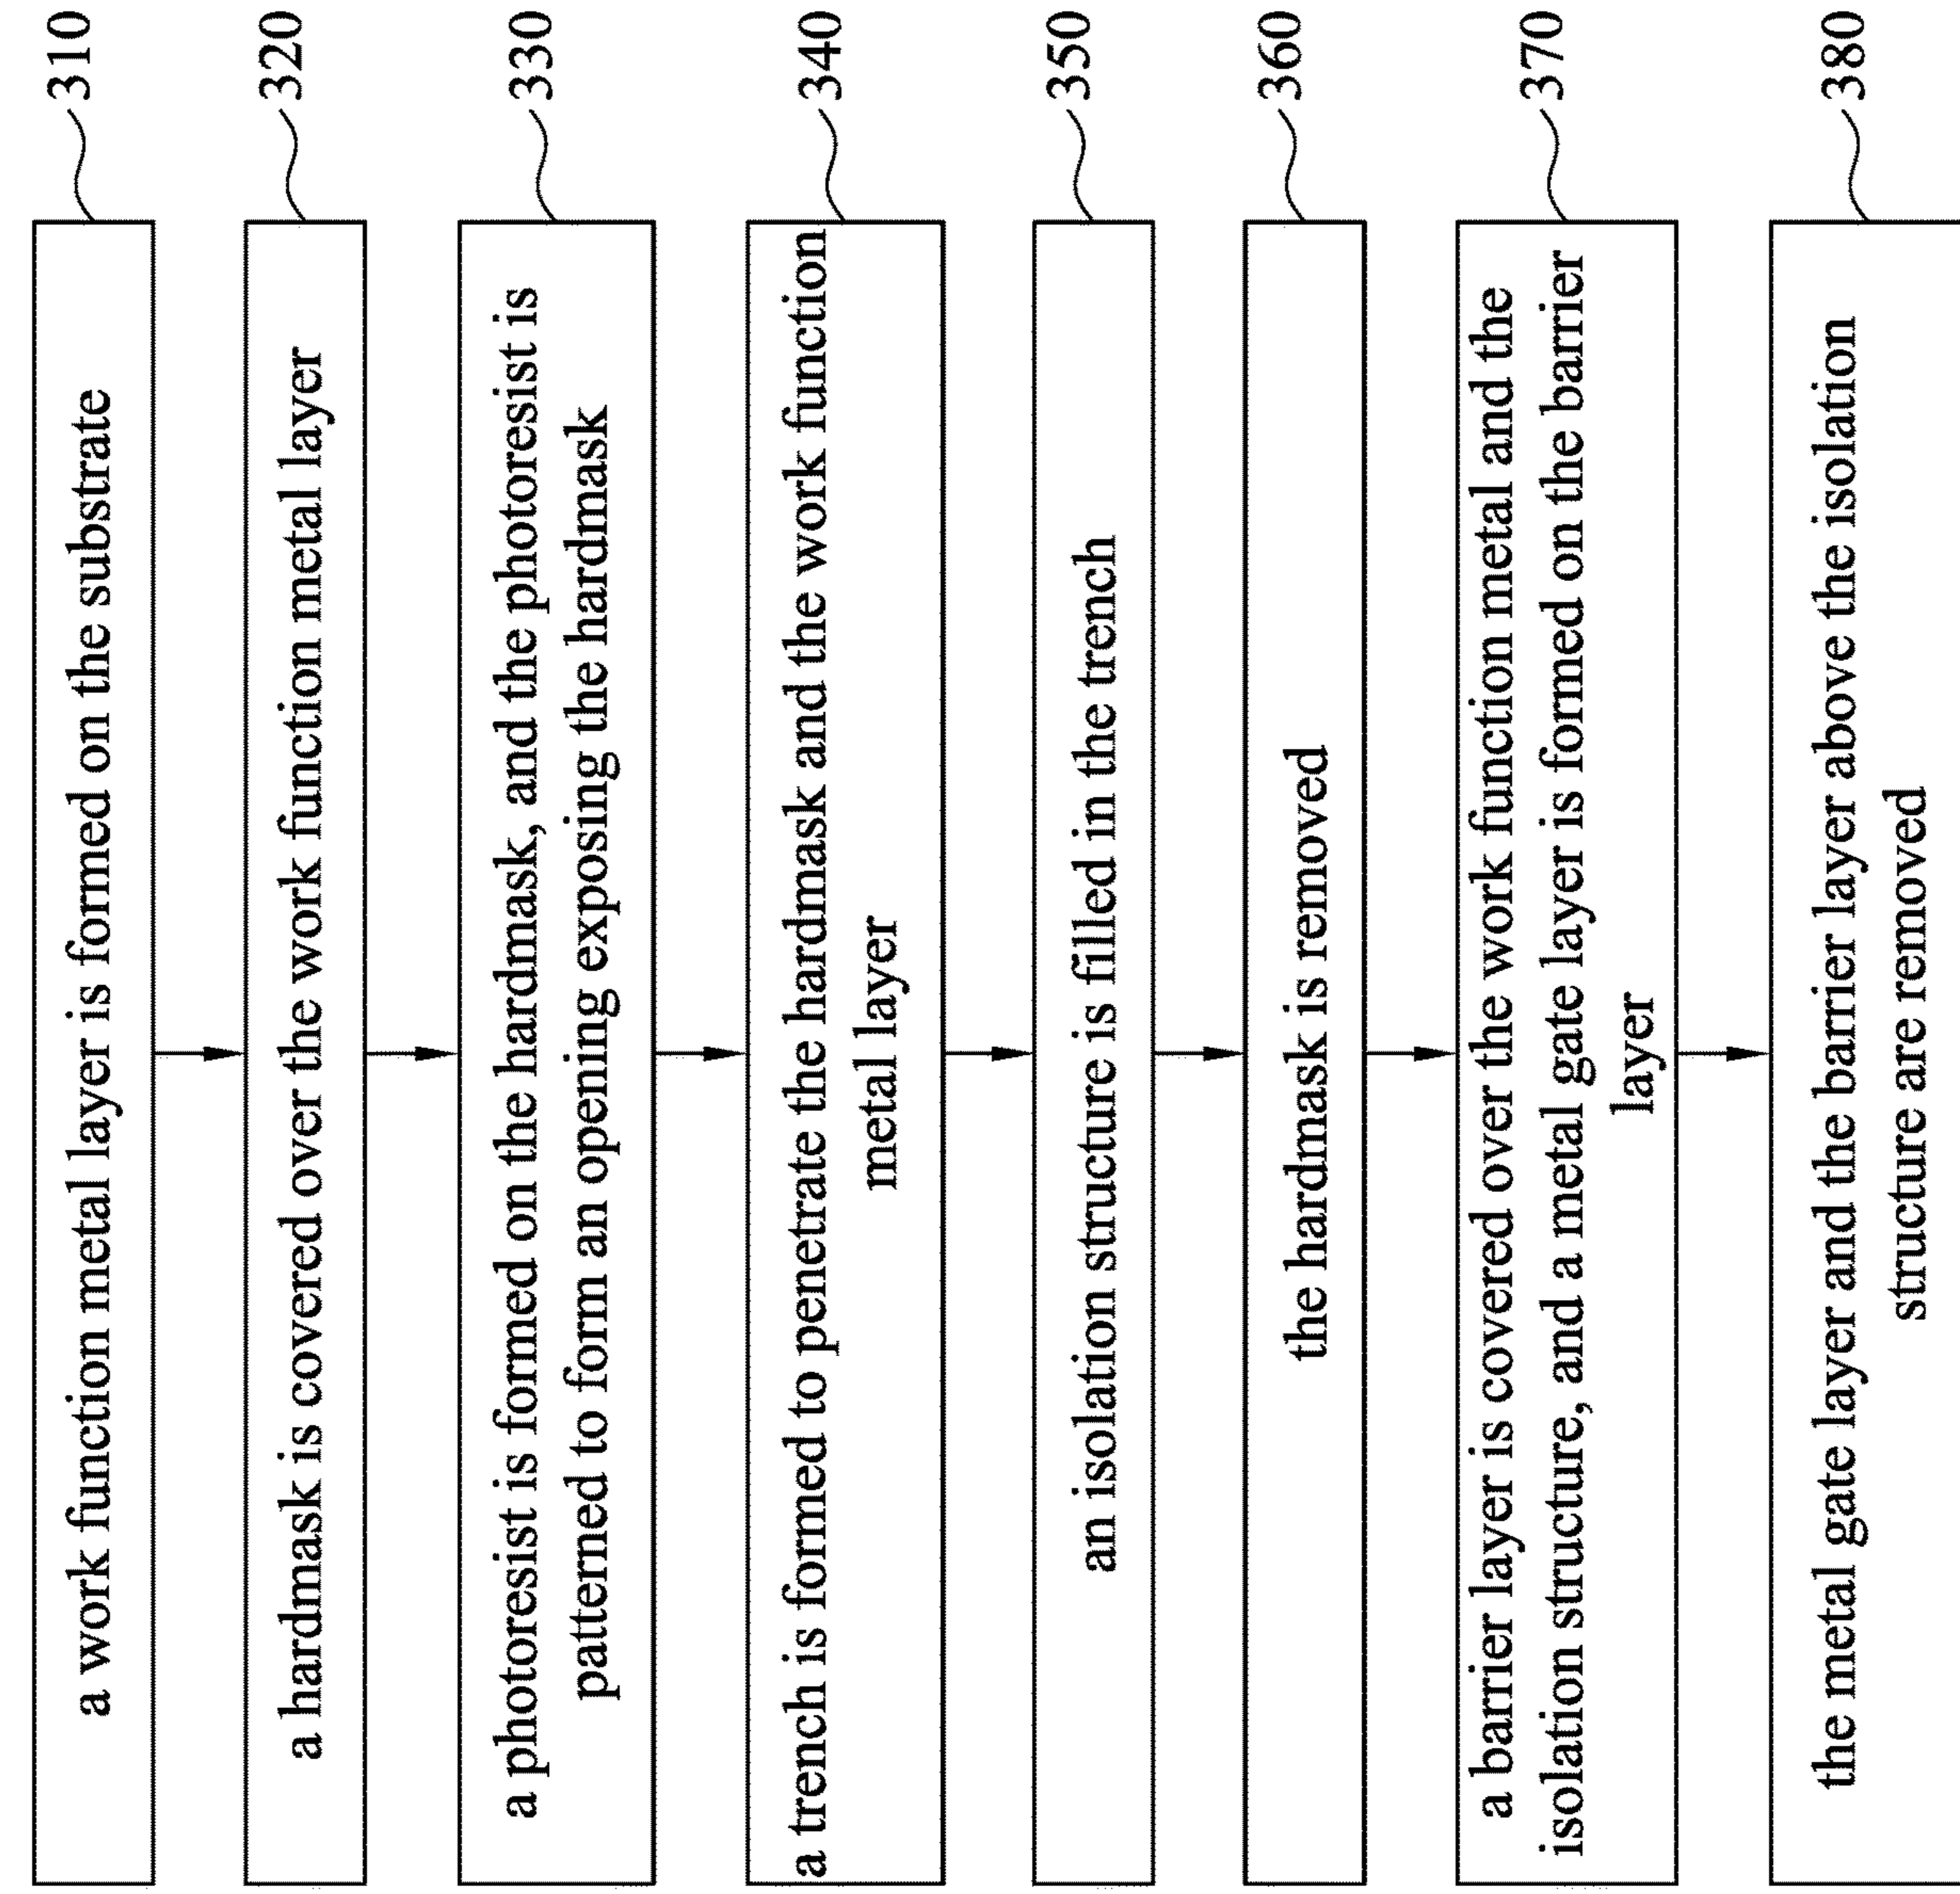 310
a work function metal layer is formed on the substrate
320
a hardmask is covered over the work function metal layer
330
a photoresist is formed on the hardmask, and the photoresist is
patterned to form an opening exposing the hardmask
340
a trench is formed to penetrate the hardmask and the work function
metal layer
350
an isolation structure is filled in the trench
360
the hardmask is removed
370
a barrier layer is covered over the work function metal and the
isolation structure, and a metal gate layer is formed on the barrier
layer
380
the metal gate layer and the barrier layer above the isolation
structure are removed